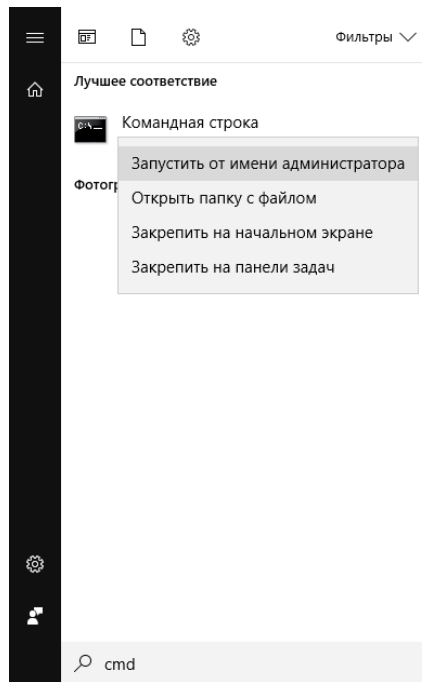 Фильтры
Лучшее соответствие
C:\
Командная строка
Запустить от имени администратора
Фотог
Открыть папку с файлом
Закрепить на начальном экране
Закрепить на панели задач
cmd